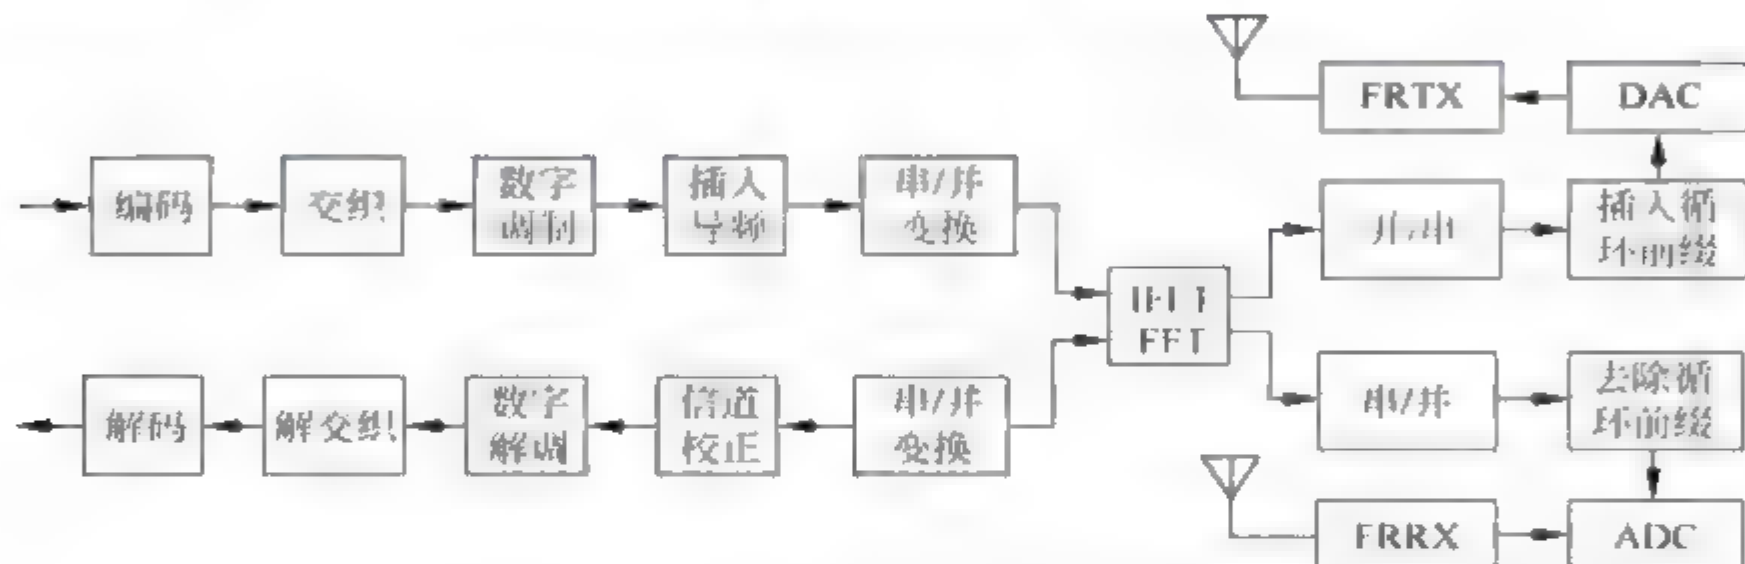 FRTX
DAC
编码
交织
数字
调制
插入
导频
串/并
变换
并/串
插入循
环前缀
IFFT
FFT
解码
解交织
数字
解调
信道
校正
串/并
变换
串/并
去除循
环前缀
FRRX
ADC